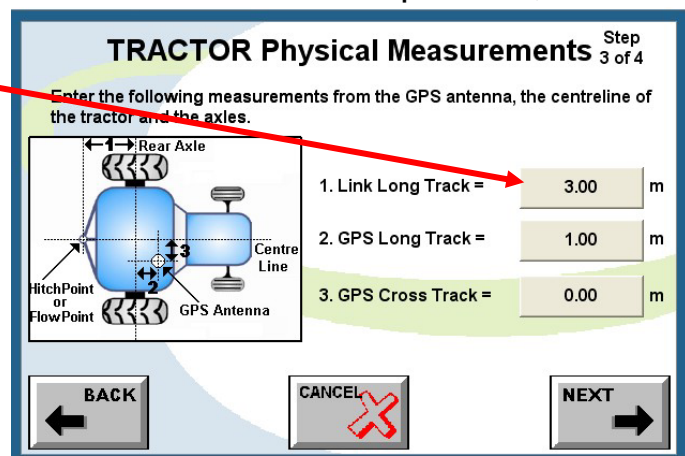 TRACTOR Physical Measurements Step 3 of 4
Enter the following measurements from the GPS antenna, the centreline of
the tractor and the axles.
1
Rear Axle
3
Centre
Line
2
HitchPoint
or
FlowPoint
GPS Antenna
1. Link Long Track = 3.00 m
2. GPS Long Track = 1.00 m
3. GPS Cross Track = 0.00 m
BACK
CANCEL
NEXT